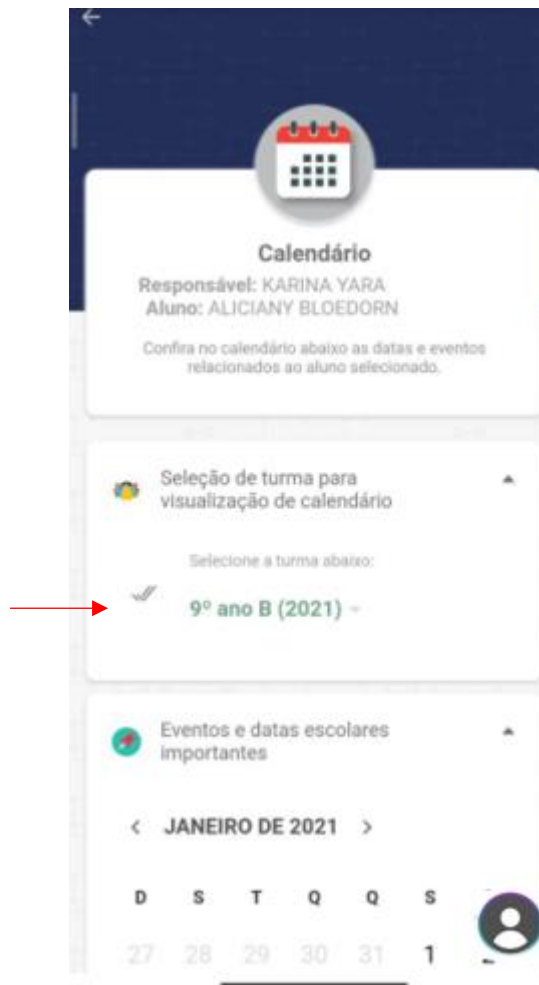 Calendário
Responsável: KARINA YARA
Aluno: ALICIANY BLOEDORN
Confira no calendário abaixo as datas e eventos
relacionados ao aluno selecionado.
Seleção de turma para
visualização de calendário
Selecione a turma abaixo:
9º ano B (2021)
Eventos e datas escolares
importantes
< JANEIRO DE 2021 >
D S T Q Q S
27 28 29 30 31 1